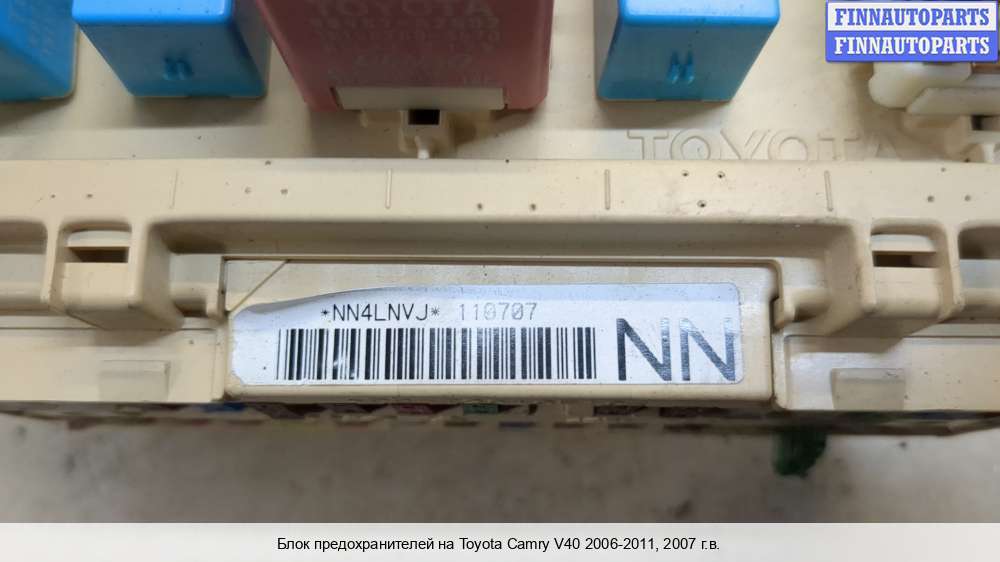 TOYOTA
FINNAUTOPARTS
FINNAUTOPARTS
TOYOTA
*NN4LNVJ* 110707
NN
Блок предохранителей на Toyota Camry V40 2006-2011, 2007 г.в.